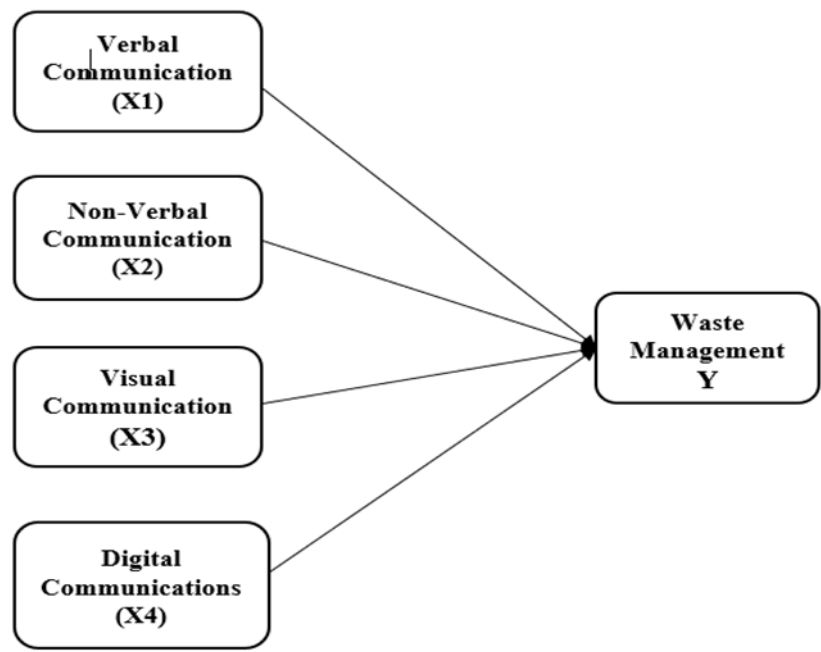 Verbal
Communication
(X1)
Non-Verbal
Communication
(X2)
Visual
Communication
(X3)
Digital
Communications
(X4)
Waste
Management
Y